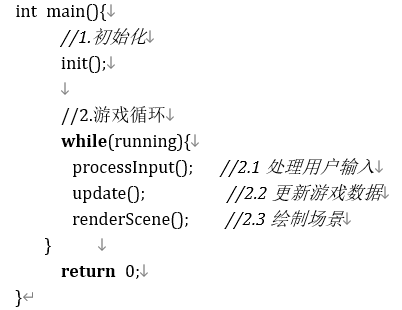 int main(){
//1.初始化
init();
//2.游戏循环
while(running){
processInput(); //2.1 处理用户输入
update(); //2.2 更新游戏数据
renderScene(); //2.3 绘制场景
}
return 0;
}